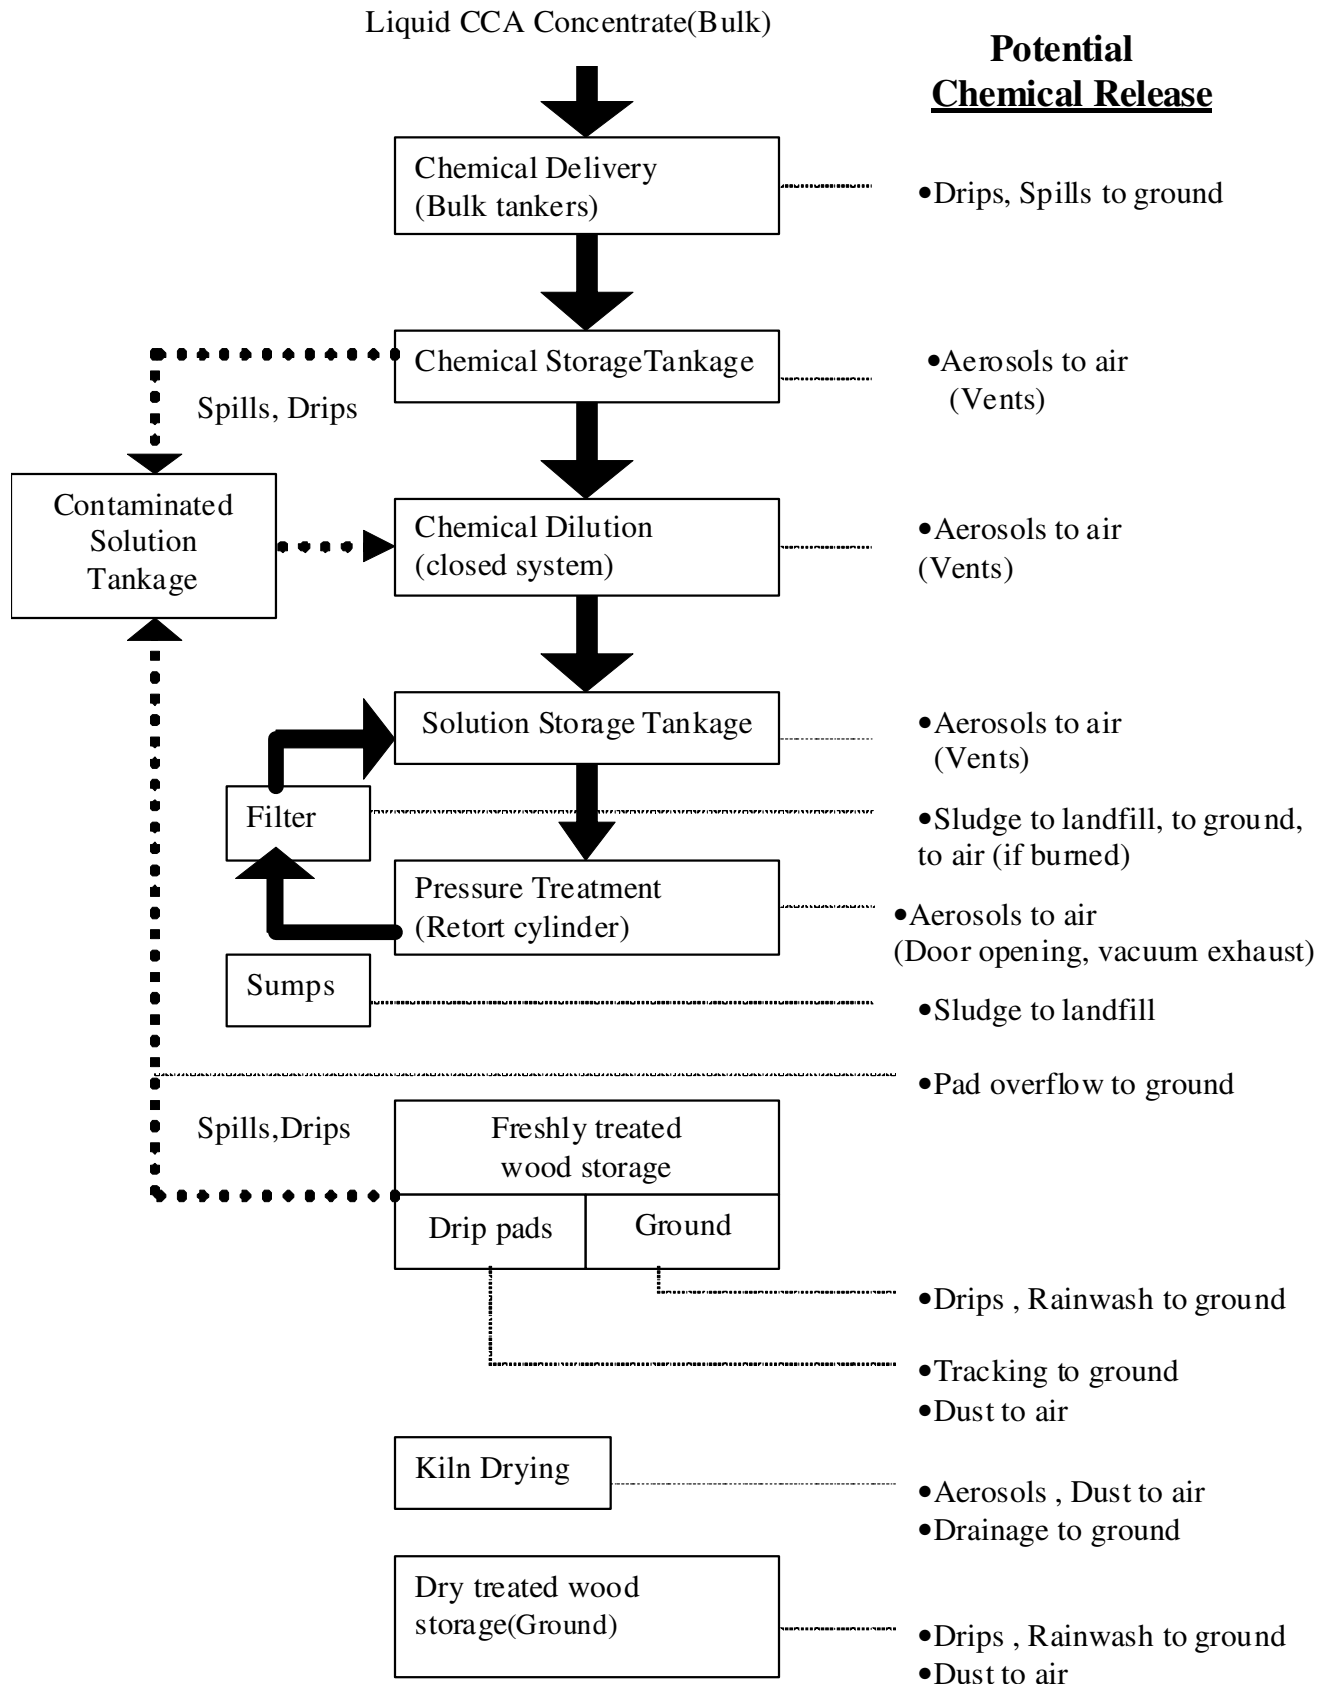 Liquid CCA Concentrate(Bulk)
Potential
Chemical Release
Chemical Delivery
(Bulk tankers)
•Drips, Spills to ground
Chemical StorageTankage
•Aerosols to air
(Vents)
Spills, Drips
Contaminated
Solution
Tankage
Chemical Dilution
(closed system)
•Aerosols to air
(Vents)
Solution Storage Tankage
•Aerosols to air
(Vents)
Filter
•Sludge to landfill, to ground,
to air (if burned)
Pressure Treatment
(Retort cylinder)
•Aerosols to air
(Door opening, vacuum exhaust)
Sumps
•Sludge to landfill
•Pad overflow to ground
Spills,Drips
Freshly treated
wood storage
Drip pads
Ground
•Drips , Rainwash to ground
•Tracking to ground
•Dust to air
Kiln Drying
•Aerosols , Dust to air
•Drainage to ground
Dry treated wood
storage(Ground)
•Drips , Rainwash to ground
•Dust to air